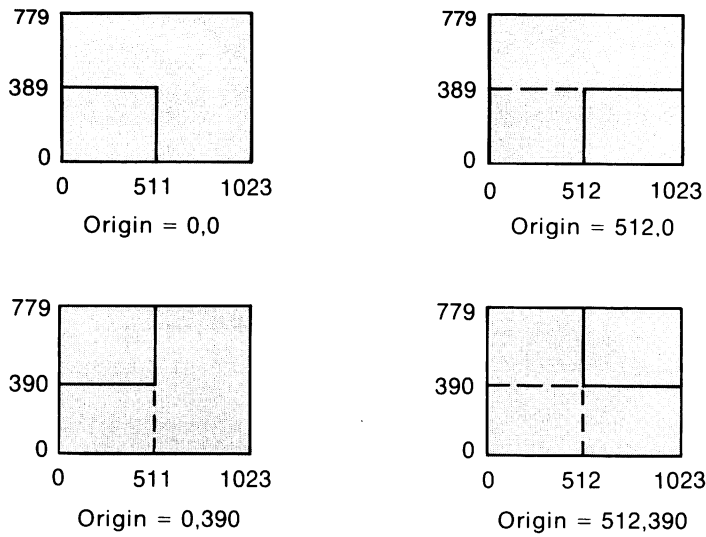 779
389
0
0 511 1023
Origin = 0,0
779
389
0
0 512 1023
Origin = 512,0
779
390
0
0 511 1023
Origin = 0,390
779
390
0
0 512 1023
Origin = 512,390